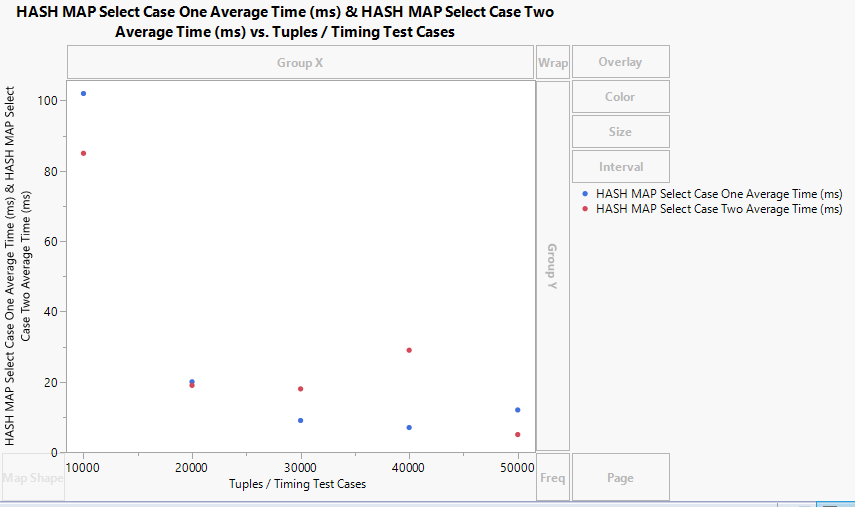 HASH MAP Select Case One Average Time (ms) & HASH MAP Select Case Two
Average Time (ms) vs. Tuples / Timing Test Cases
Group X
Wrap
Overlay
Color
Size
Interval
HASH MAP Select Case One Average Time (ms)
HASH MAP Select Case Two Average Time (ms)
Group Y
HASH MAP Select Case One Average Time (ms) & HASH MAP Select
Case Two Average Time (ms)
100
80
60
40
20
0
10000 20000 30000 40000 50000
Tuples / Timing Test Cases
Map Shape
Freq
Page